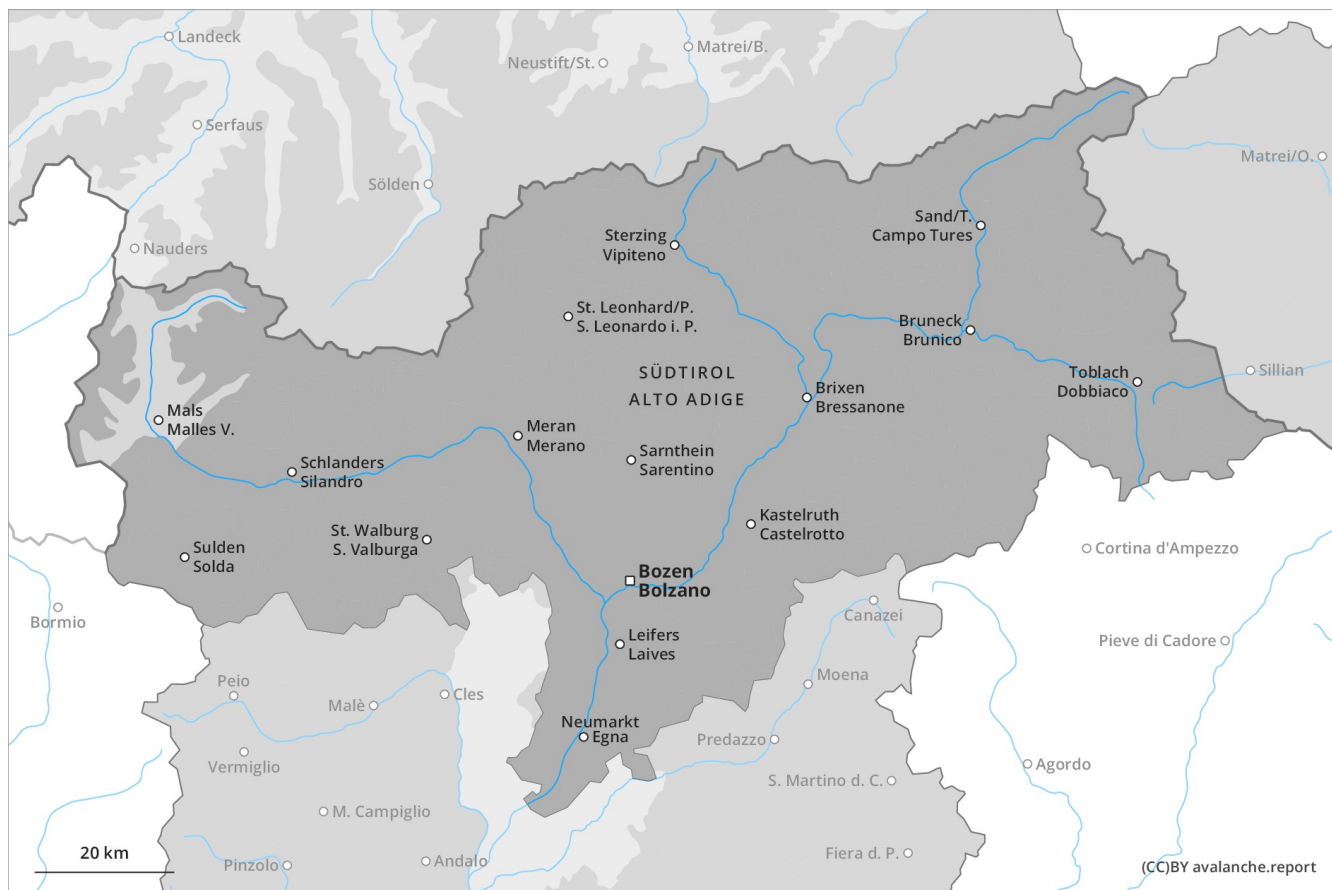 Landeck
Matrei/B.
Neustift/St.
Serfaus
Matrei/O.
Sölden
Sand/T.
Campo Tures
Nauders
Sterzing
Vipiteno
St. Leonhard/P.
S. Leonardo i. P.
Bruneck
Brunico
SÜDTIROL
ALTO ADIGE
Toblach
Dobbiaco
Sillian
Brixen
Bressanone
Mals
Malles V.
Meran
Merano
Sarnthein
Sarentino
Schlanders
Silandro
Kastelruth
Castelrotto
St. Walburg
S. Valburga
Sulden
Solda
Cortina d'Ampezzo
Bozen
Bolzano
Bormio
Canazei
Leifers
Laives
Pieve di Cadore
Moena
Peio
Malè
Cles
Neumarkt
Egna
Predazzo
Vermiglio
Agordo
S. Martino d. C.
M. Campiglio
20 km
Pinzolo
Andalo
Fiera d. P.
(CC)BY avalanche.report